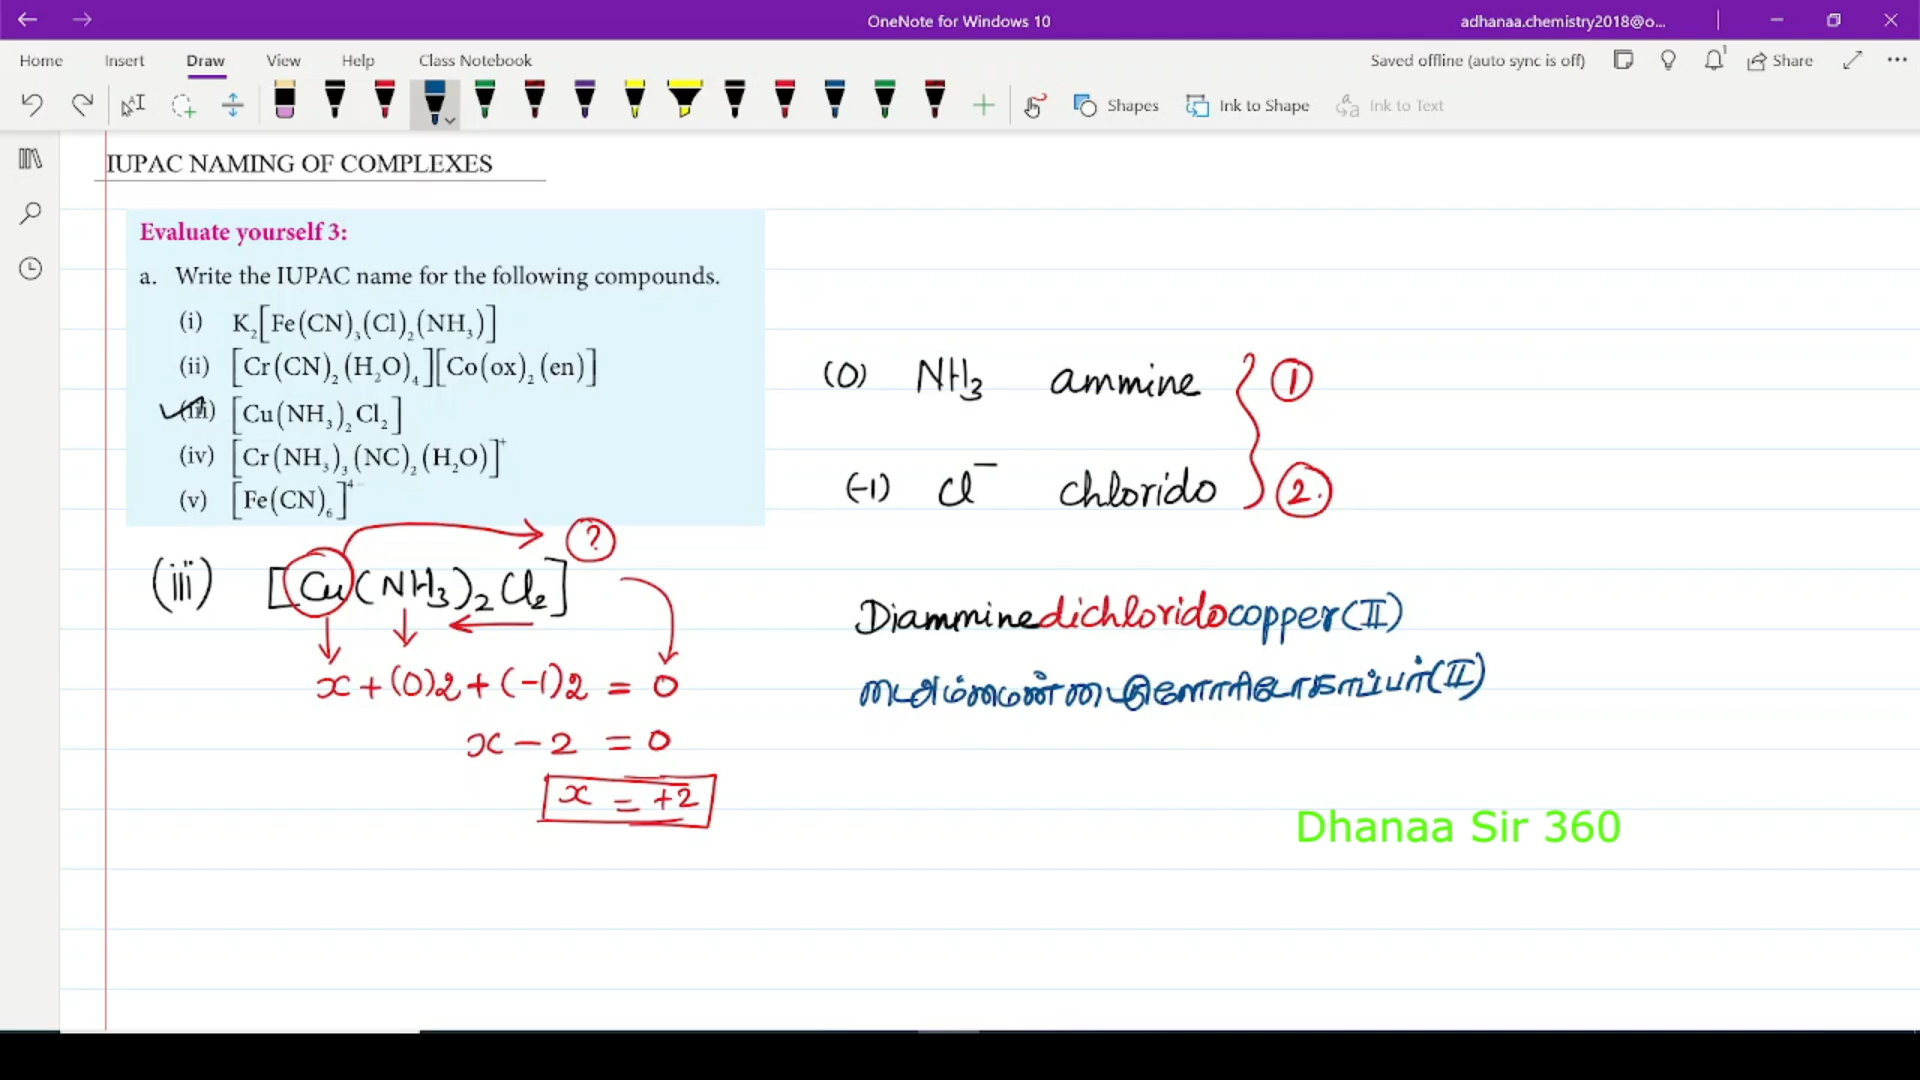 OneNote for Windows 10
adhanaa.chemistry2018@o...
Home Insert Draw View Help Class Notebook
Saved offline (auto sync is off) Share
Shapes Ink to Shape Ink to Text
IUPAC NAMING OF COMPLEXES
Evaluate yourself 3:
a. Write the IUPAC name for the following compounds.
(i) K₂[Fe(CN)₃(Cl)₂(NH₃)]
(ii) [Cr(CN)₂(H₂O)₄][Co(ox)₂(en)]
(iii) [Cu(NH₃)₂Cl₂]
(iv) [Cr(NH₃)₃(NC)₂(H₂O)]⁺
(v) [Fe(CN)₆]⁴⁻
(0) NH₃ ammine } ①
(-1) Cl⁻ chlorido } ②.
(iii) [Cu(NH₃)₂Cl₂] ?
x + (0)2 + (-1)2 = 0
x - 2 = 0
x = +2
Diamminedichloridocopper(II)
டைஅம்மைன்டைகுளோரிடோகாப்பர்(II)
Dhanaa Sir 360